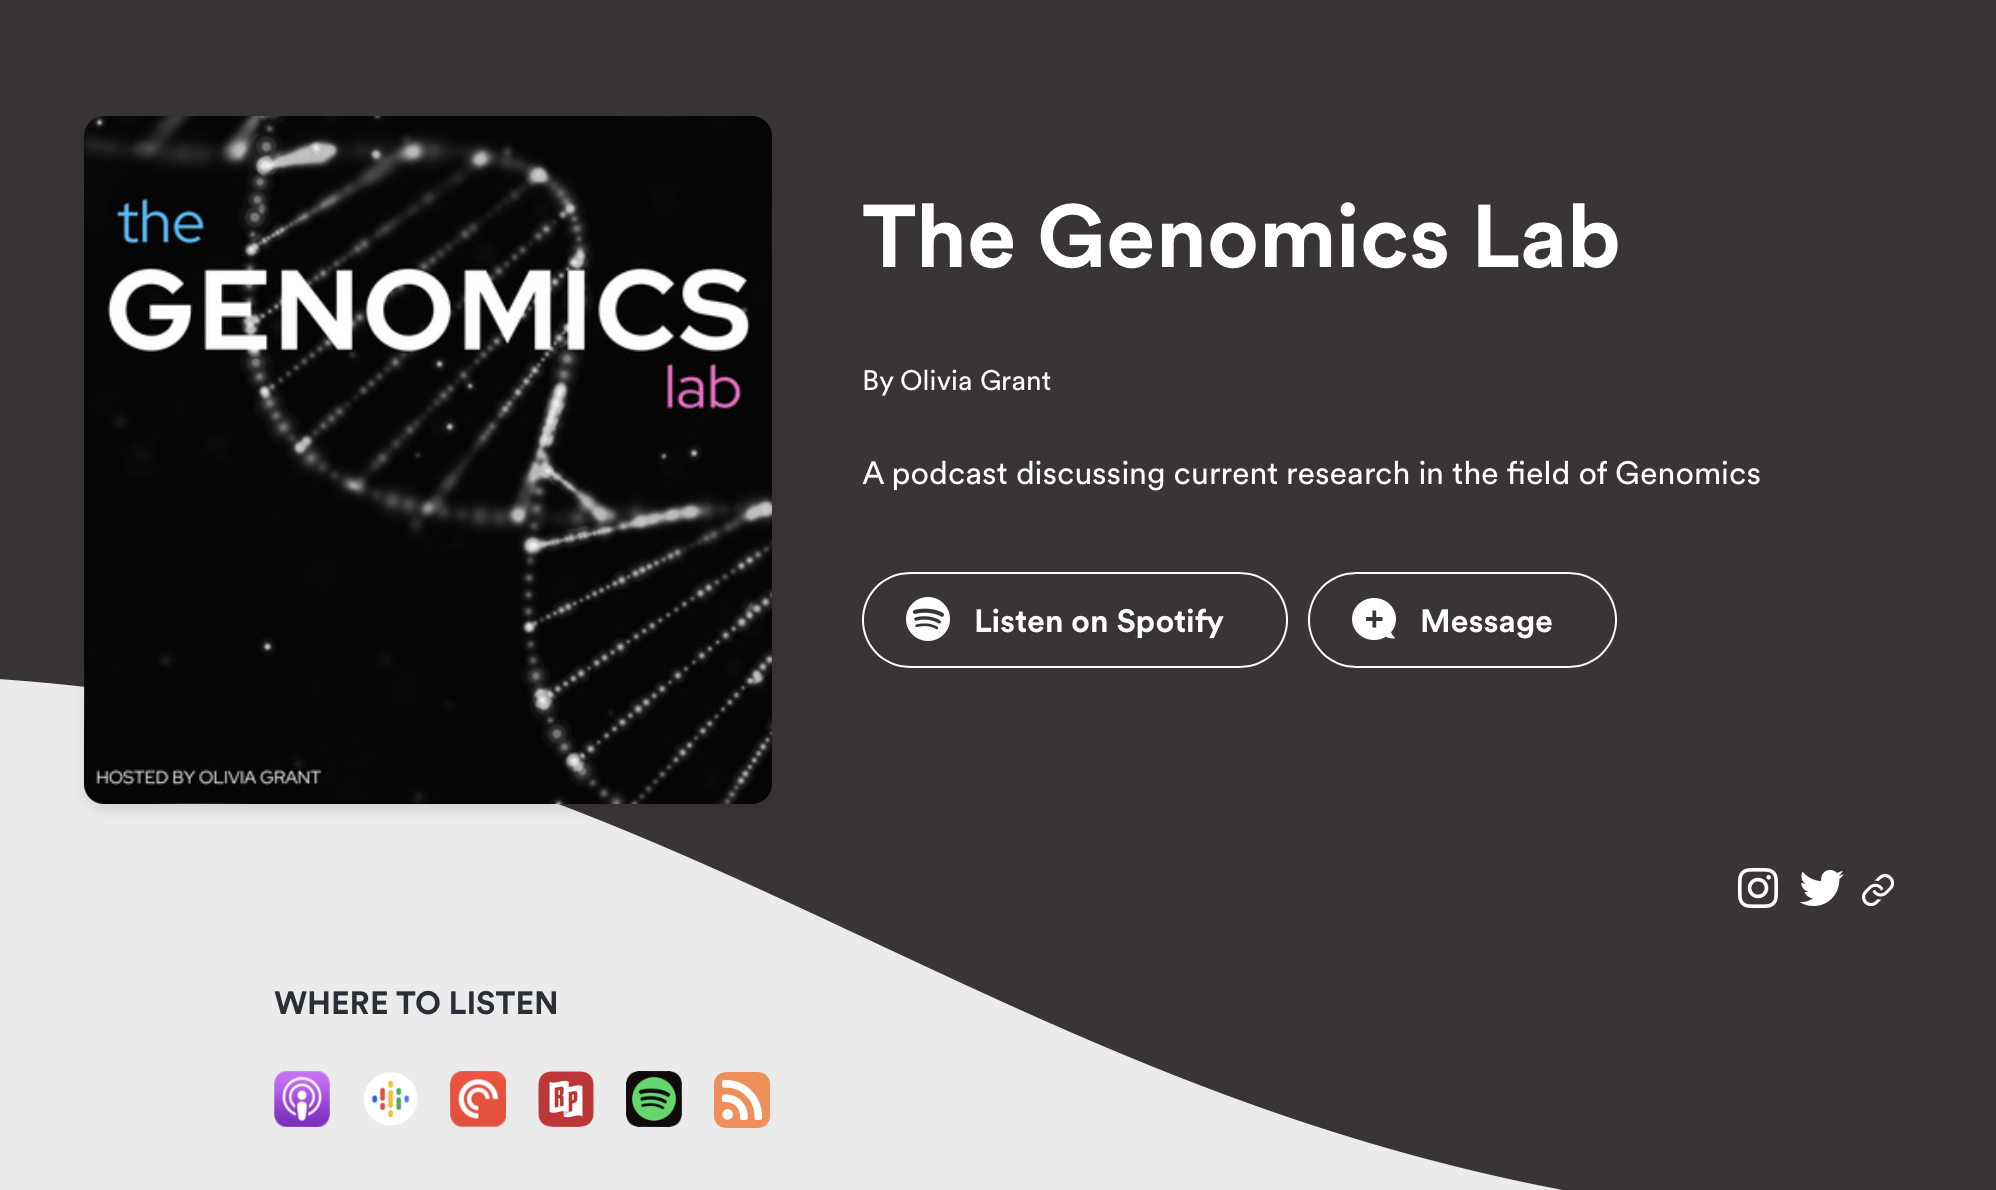 the
GENOMICS
lab
HOSTED BY OLIVIA GRANT
The Genomics Lab
By Olivia Grant
A podcast discussing current research in the field of Genomics
Listen on Spotify
Message
WHERE TO LISTEN
RP